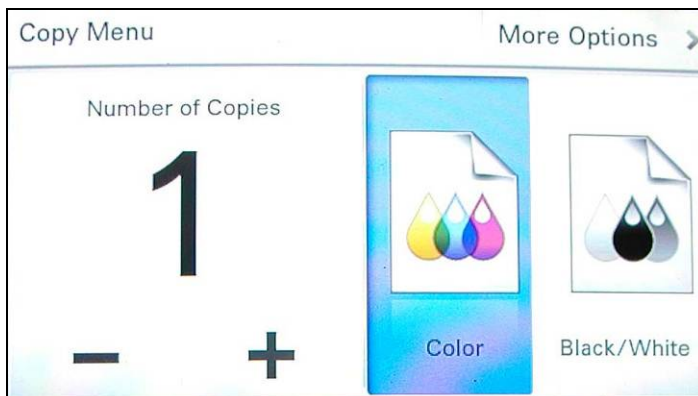 Copy Menu
More Options >
Number of Copies
1
− +
Color
Black/White